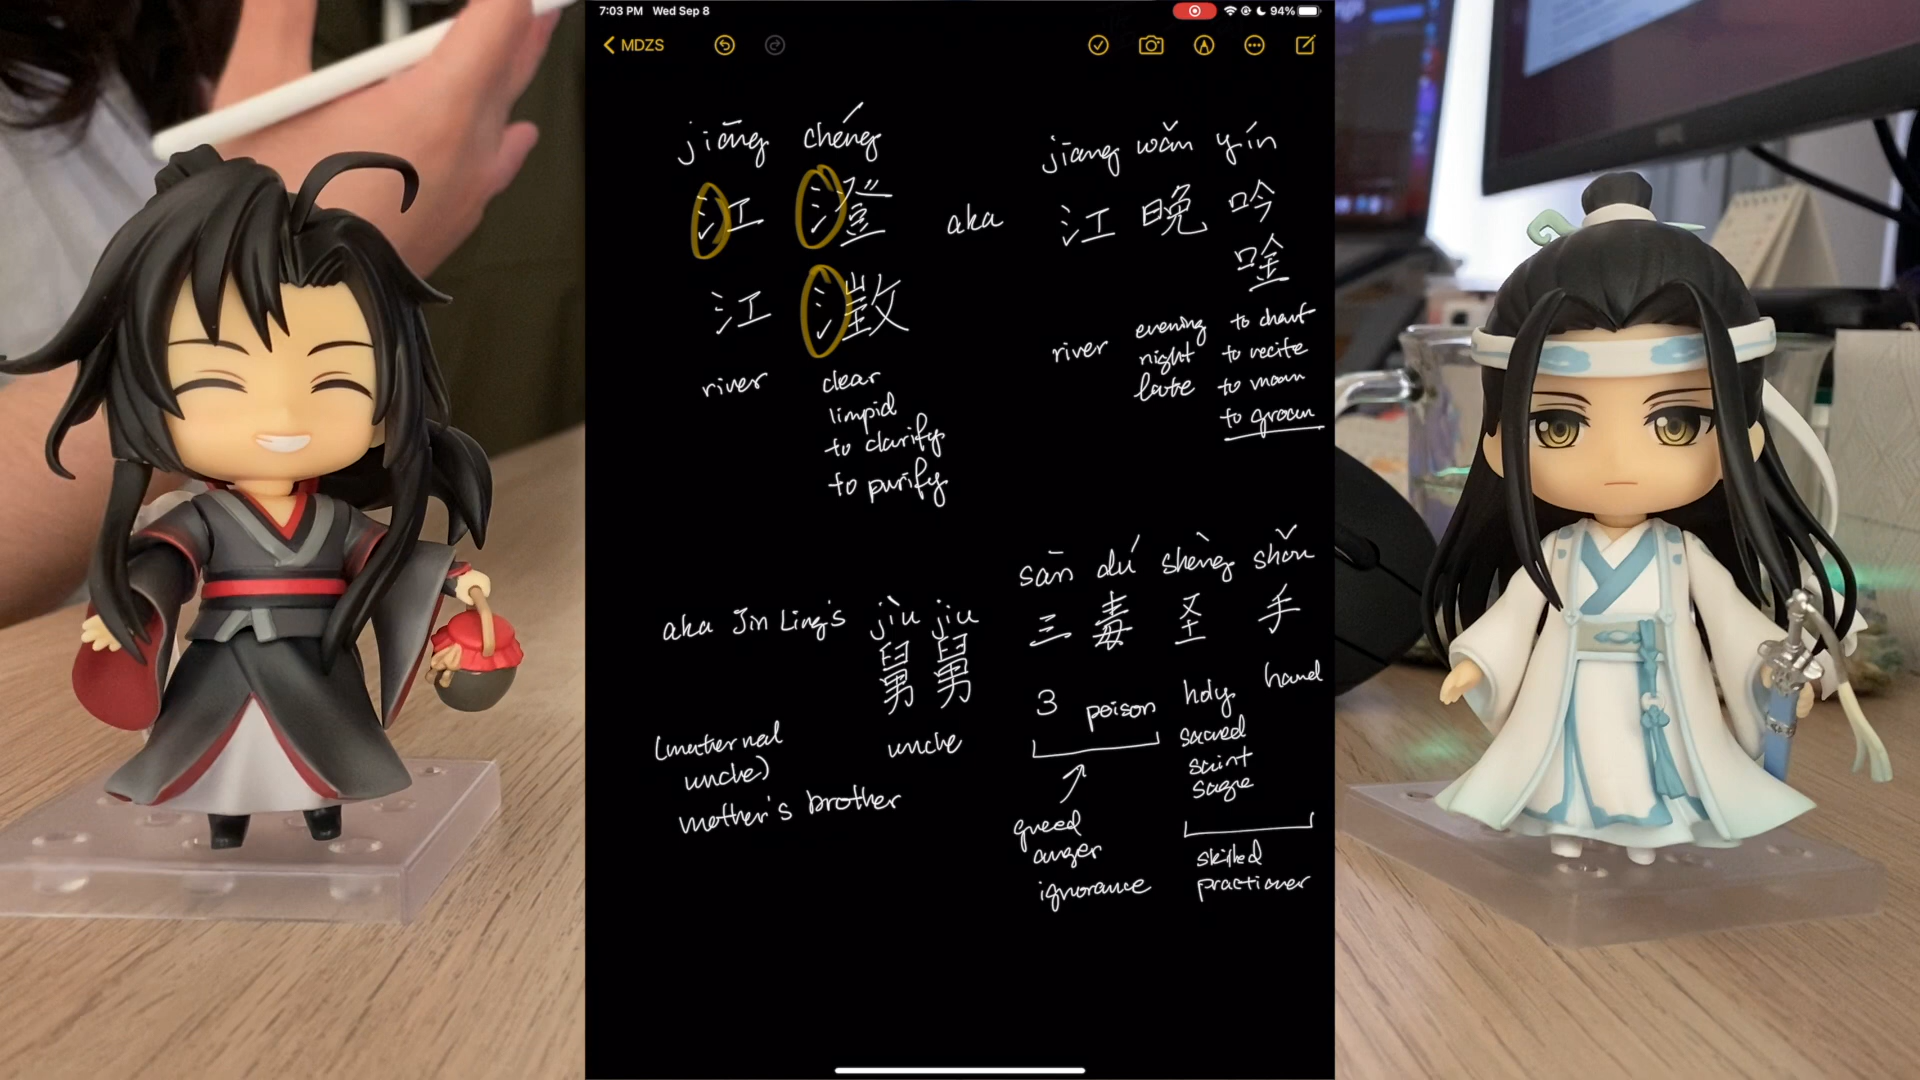 7:03 PM Wed Sep 8
94%
MDZS
jiāng chéng
江 澄
江 澂
river
clear
limpid
to clarify
to purify
aka
jiāng wǎn yín
江 晚 吟
唫
river
evening
night
late
to chant
to recite
to moan
to groan
aka Jin Ling's jìu jiu
舅舅
uncle
(maternal
uncle)
mother's brother
sān dú shèng shǒu
三 毒 圣 手
3 poison holy hand
sacred
saint
sage
greed
anger
ignorance
skilled
practioner